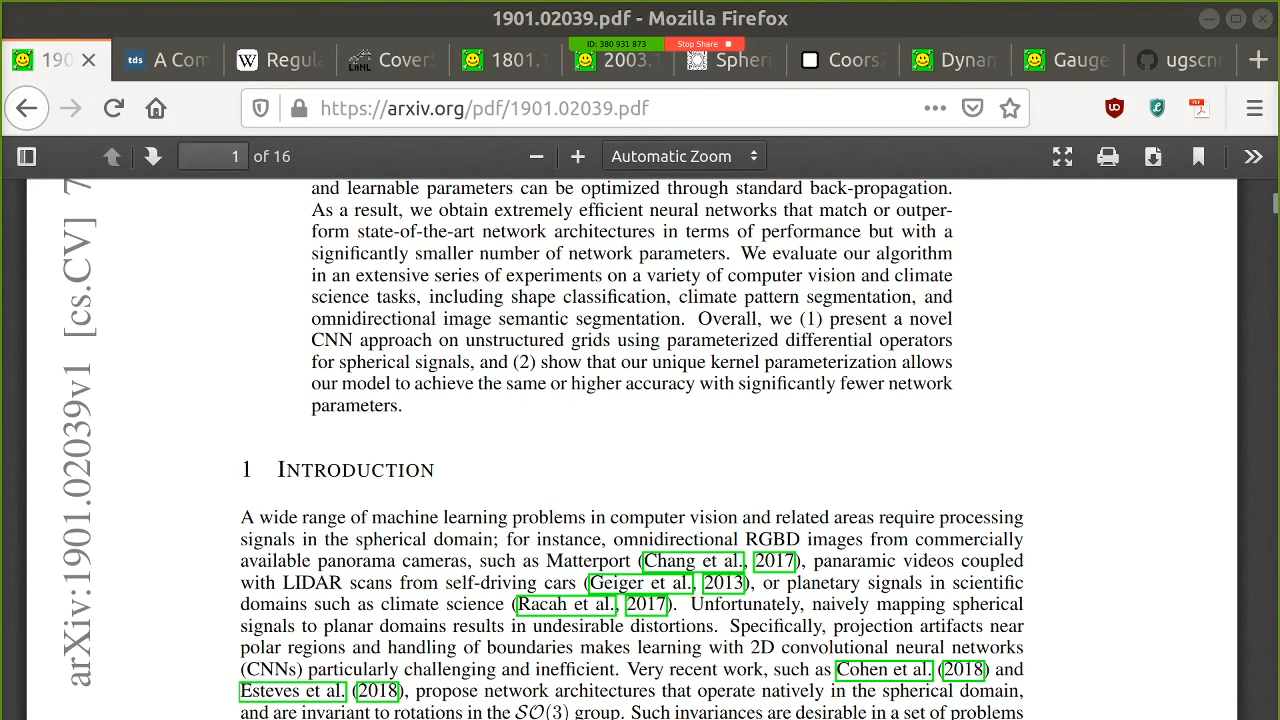 1901.02039.pdf - Mozilla Firefox
190
A Com
Regula
Covers
1801.1
2003.1
Spheri
CoorsZ
Dynam
Gauge
ugscnn
tds
W
LANL
ID: 380 931 873
Stop Share
https://arxiv.org/pdf/1901.02039.pdf
1 of 16
Automatic Zoom
arXiv:1901.02039v1 [cs.CV] 7
and learnable parameters can be optimized through standard back-propagation.
As a result, we obtain extremely efficient neural networks that match or outper-
form state-of-the-art network architectures in terms of performance but with a
significantly smaller number of network parameters. We evaluate our algorithm
in an extensive series of experiments on a variety of computer vision and climate
science tasks, including shape classification, climate pattern segmentation, and
omnidirectional image semantic segmentation. Overall, we (1) present a novel
CNN approach on unstructured grids using parameterized differential operators
for spherical signals, and (2) show that our unique kernel parameterization allows
our model to achieve the same or higher accuracy with significantly fewer network
parameters.
1 INTRODUCTION
A wide range of machine learning problems in computer vision and related areas require processing
signals in the spherical domain; for instance, omnidirectional RGBD images from commercially
available panorama cameras, such as Matterport (Chang et al., 2017), panaramic videos coupled
with LIDAR scans from self-driving cars (Geiger et al., 2013), or planetary signals in scientific
domains such as climate science (Racah et al., 2017). Unfortunately, naively mapping spherical
signals to planar domains results in undesirable distortions. Specifically, projection artifacts near
polar regions and handling of boundaries makes learning with 2D convolutional neural networks
(CNNs) particularly challenging and inefficient. Very recent work, such as Cohen et al. (2018) and
Esteves et al. (2018), propose network architectures that operate natively in the spherical domain,
and are invariant to rotations in the SO(3) group. Such invariances are desirable in a set of problems